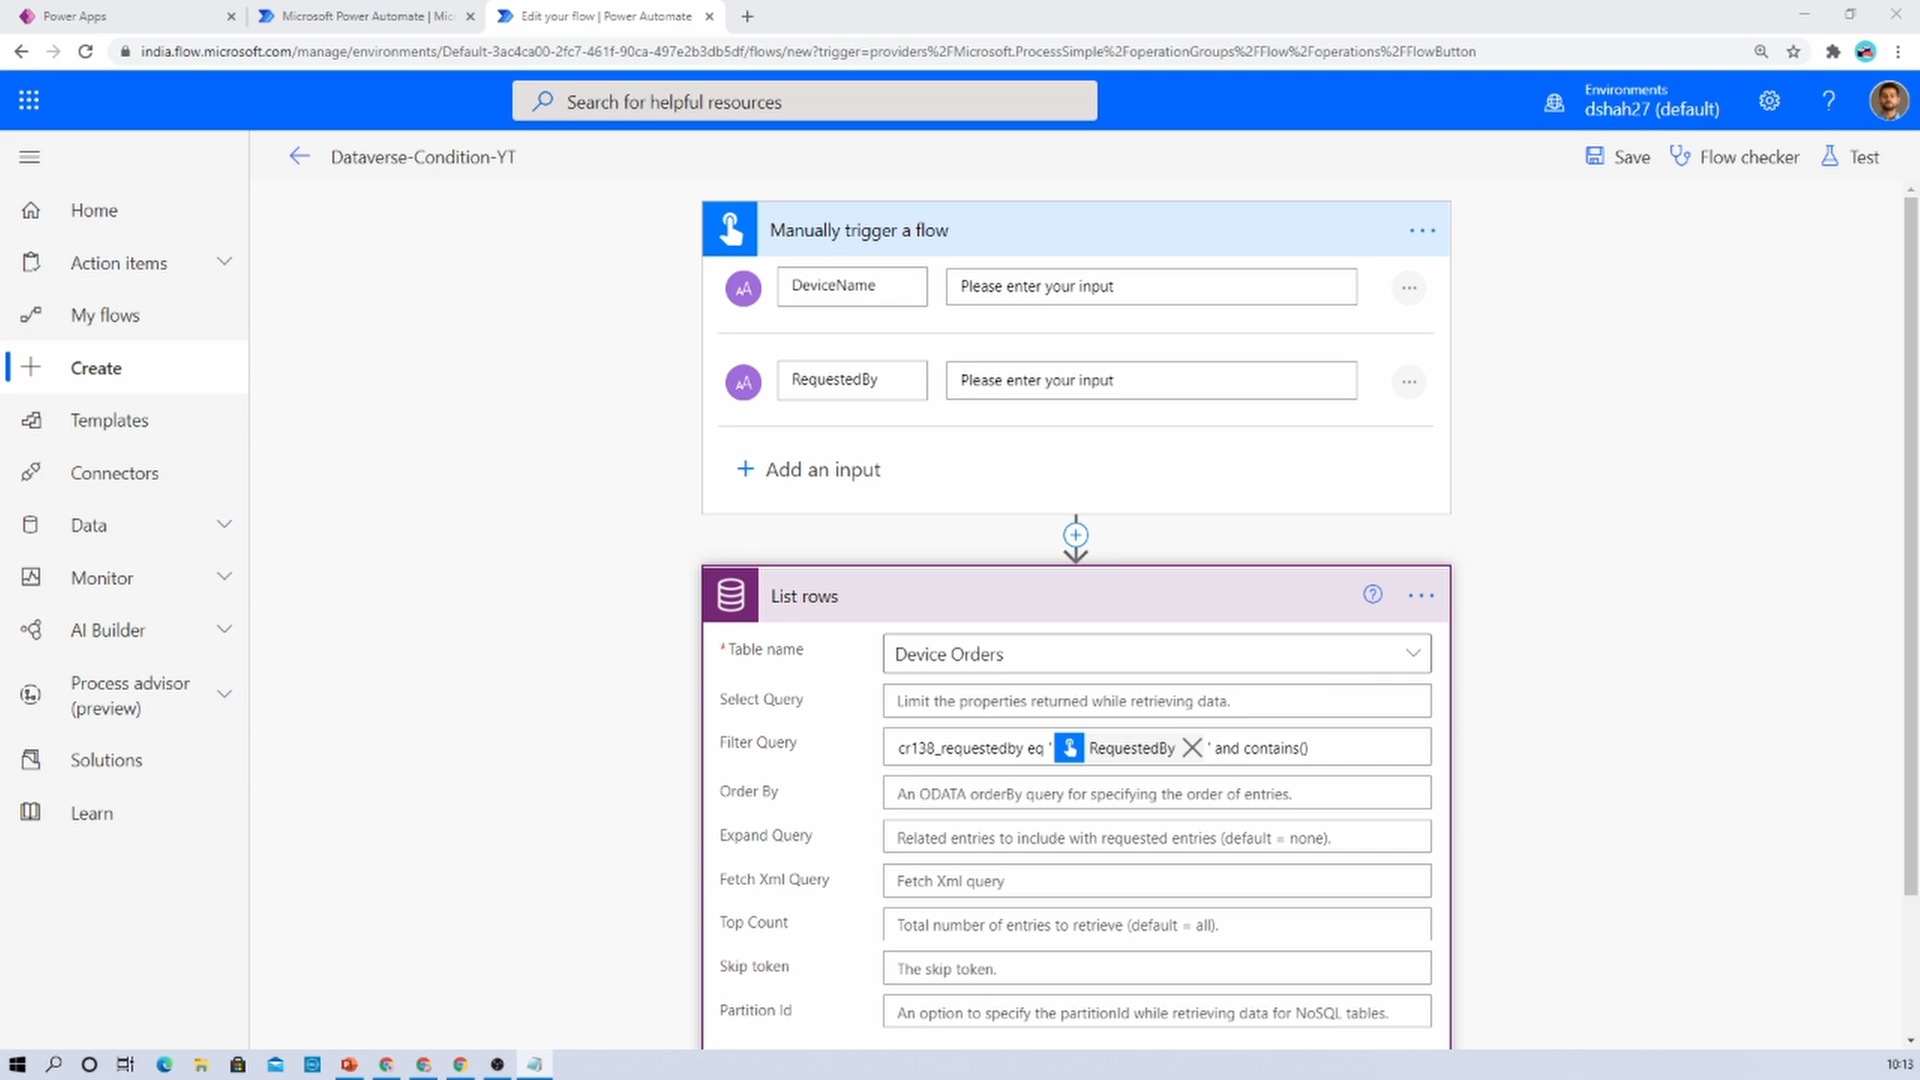 Power Apps
Microsoft Power Automate | Micr
Edit your flow | Power Automate
india.flow.microsoft.com/manage/environments/Default-3ac4ca00-2fc7-461f-90ca-497e2b3db5df/flows/new?trigger=providers%2FMicrosoft.ProcessSimple%2FoperationGroups%2FFlow%2Foperations%2FFlowButton
Search for helpful resources
Environments
dshah27 (default)
Dataverse-Condition-YT
Save
Flow checker
Test
Home
Action items
My flows
Create
Templates
Connectors
Data
Monitor
AI Builder
Process advisor
(preview)
Solutions
Learn
Manually trigger a flow
DeviceName
Please enter your input
RequestedBy
Please enter your input
Add an input
List rows
* Table name
Device Orders
Select Query
Limit the properties returned while retrieving data.
Filter Query
cr138_requestedby eq ' RequestedBy ' and contains()
Order By
An ODATA orderBy query for specifying the order of entries.
Expand Query
Related entries to include with requested entries (default = none).
Fetch Xml Query
Fetch Xml query
Top Count
Total number of entries to retrieve (default = all).
Skip token
The skip token.
Partition Id
An option to specify the partitionId while retrieving data for NoSQL tables.
10:13